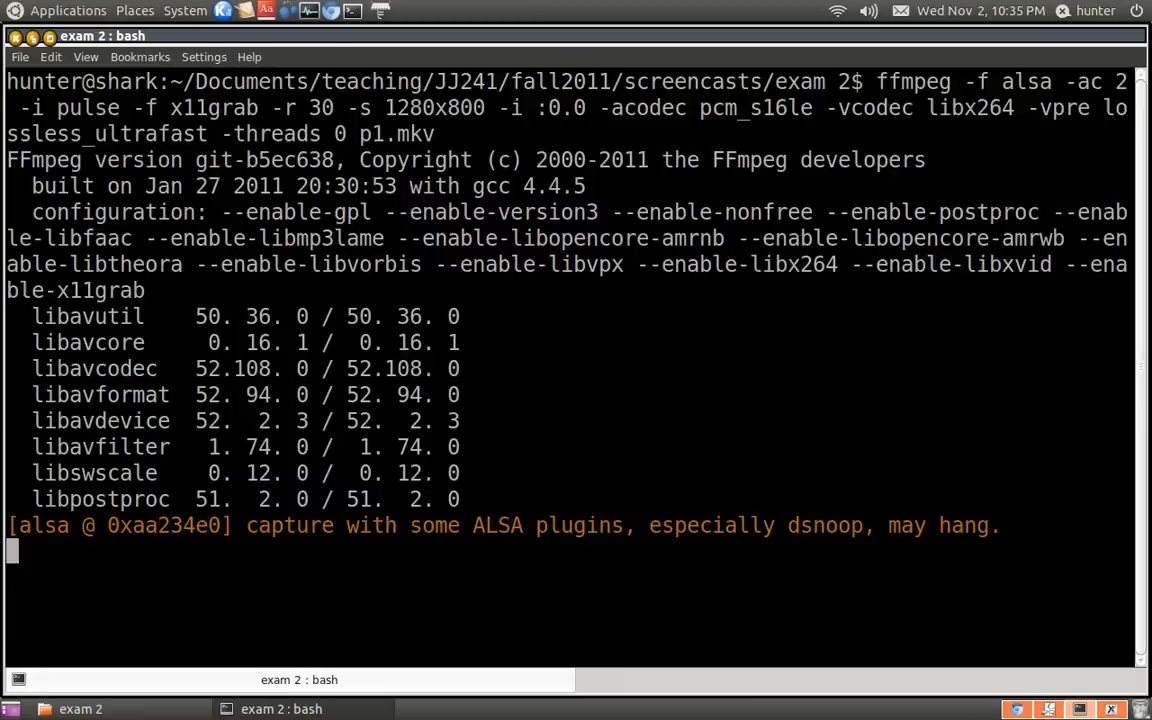 Applications Places System Aa Wed Nov 2, 10:35 PM hunter
exam 2 : bash
File Edit View Bookmarks Settings Help
hunter@shark:~/Documents/teaching/JJ241/fall2011/screencasts/exam 2$ ffmpeg -f alsa -ac 2
-i pulse -f x11grab -r 30 -s 1280x800 -i :0.0 -acodec pcm_s16le -vcodec libx264 -vpre lo
ssless_ultrafast -threads 0 p1.mkv
FFmpeg version git-b5ec638, Copyright (c) 2000-2011 the FFmpeg developers
built on Jan 27 2011 20:30:53 with gcc 4.4.5
configuration: --enable-gpl --enable-version3 --enable-nonfree --enable-postproc --enab
le-libfaac --enable-libmp3lame --enable-libopencore-amrnb --enable-libopencore-amrwb --en
able-libtheora --enable-libvorbis --enable-libvpx --enable-libx264 --enable-libxvid --ena
ble-x11grab
libavutil 50. 36. 0 / 50. 36. 0
libavcore 0. 16. 1 / 0. 16. 1
libavcodec 52.108. 0 / 52.108. 0
libavformat 52. 94. 0 / 52. 94. 0
libavdevice 52. 2. 3 / 52. 2. 3
libavfilter 1. 74. 0 / 1. 74. 0
libswscale 0. 12. 0 / 0. 12. 0
libpostproc 51. 2. 0 / 51. 2. 0
[alsa @ 0xaa234e0] capture with some ALSA plugins, especially dsnoop, may hang.
exam 2 : bash
exam 2 exam 2 : bash